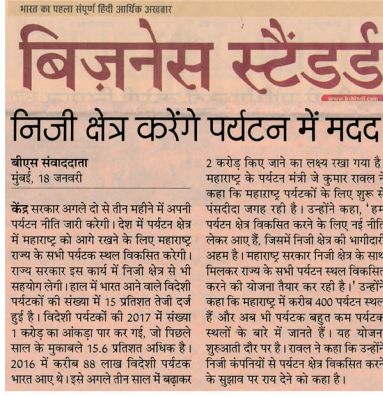 भारत का पहला संपूर्ण हिंदी आर्थिक अखबार
बिज़नेस स्टैंडर्ड
निजी क्षेत्र करेंगे पर्यटन में मदद
बीएस संवाददाता
मुंबई, 18 जनवरी
केंद्र सरकार अगले दो से तीन महीने में अपनी
पर्यटन नीति जारी करेगी। देश में पर्यटन क्षेत्र
में महाराष्ट्र को आगे रखने के लिए महाराष्ट्र
राज्य के सभी पर्यटक स्थल विकसित करेगी।
राज्य सरकार इस कार्य में निजी क्षेत्र से भी
सहयोग लेगी। हाल में भारत आने वाले विदेशी
पर्यटकों की संख्या में 15 प्रतिशत तेजी दर्ज
हुई है। विदेशी पर्यटकों की 2017 में संख्या
1 करोड़ का आंकड़ा पार कर गई, जो पिछले
साल के मुकाबले 15.6 प्रतिशत अधिक है।
2016 में करीब 88 लाख विदेशी पर्यटक
भारत आए थे। इसे अगले तीन साल में बढ़ाकर
2 करोड़ किए जाने का लक्ष्य रखा गया है
महाराष्ट्र के पर्यटन मंत्री जे कुमार रावल ने
कहा कि महाराष्ट्र पर्यटकों के लिए शुरू से
पंसदीदा जगह रही है। उन्होंने कहा, 'हम
पर्यटन क्षेत्र विकसित करने के लिए नई नीति
लेकर आए हैं, जिसमें निजी क्षेत्र की भागीदारी
अहम है। महाराष्ट्र सरकार निजी क्षेत्र के साथ
मिलकर राज्य के सभी पर्यटन स्थल विकसित
करने की योजना तैयार कर रही है।' उन्होंने
कहा कि महाराष्ट्र में करीब 400 पर्यटन स्थल
हैं और अब भी पर्यटक बहुत कम पर्यटक
स्थलों के बारे में जानते हैं। यह योजना
शुरुआती दौर पर है। रावल ने कहा कि उन्होंने
निजी कंपनियों से पर्यटन क्षेत्र विकसित करने
के सुझाव पर राय देने को कहा है।